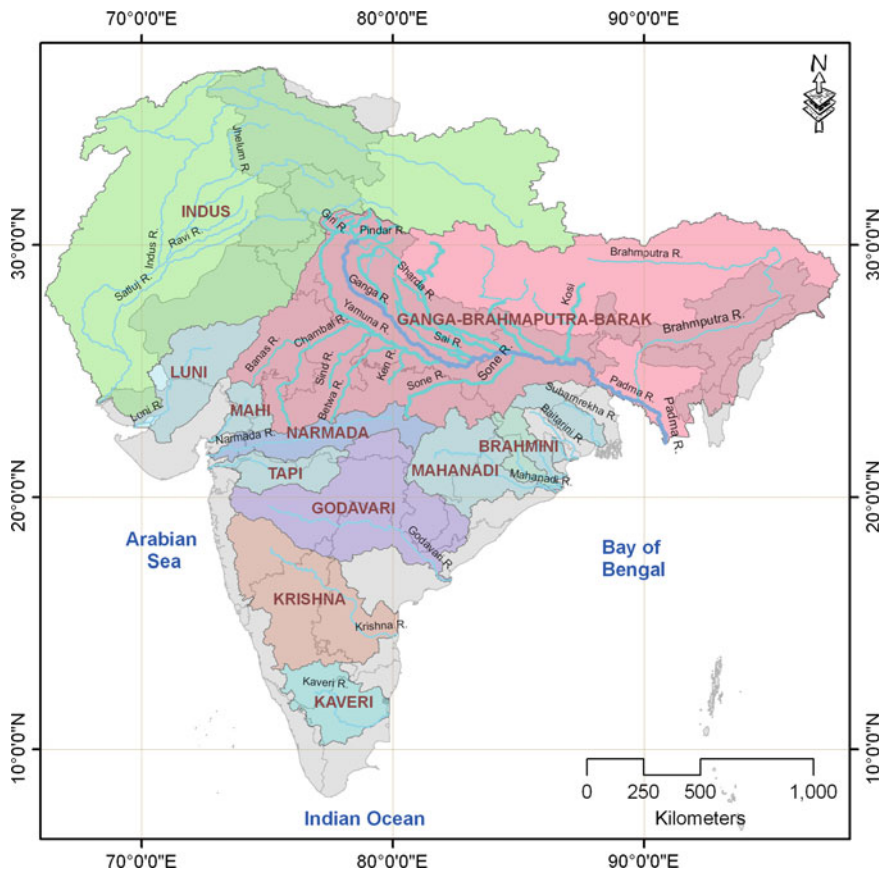 70°0'0"E 80°0'0"E 90°0'0"E
N
Jhelum R.
INDUS
Giri R.
Pindar R.
Indus R.
Ravi R.
30°0'0"N
30°0'0"N
Brahmputra R.
Satluj R.
Sharda R.
Kosi
Ganga R.
GANGA-BRAHMAPUTRA-BARAK
Yamuna R.
Brahmputra R.
Chambal R.
Sai R.
Banas R.
LUNI
Sind R.
Ken R.
Sone R.
Sone R.
Betwa R.
Padma R.
Luni R.
MAHI
Subarnrekha R.
Padma R.
Narmada R.
NARMADA
Baitarini R.
BRAHMINI
TAPI
MAHANADI
Mahanadi R.
20°0'0"N
20°0'0"N
GODAVARI
Arabian
Sea
Godavari R.
Bay of
Bengal
KRISHNA
Krishna R.
Kaveri R.
KAVERI
10°0'0"N
10°0'0"N
0 250 500 1,000
Kilometers
Indian Ocean
70°0'0"E 80°0'0"E 90°0'0"E